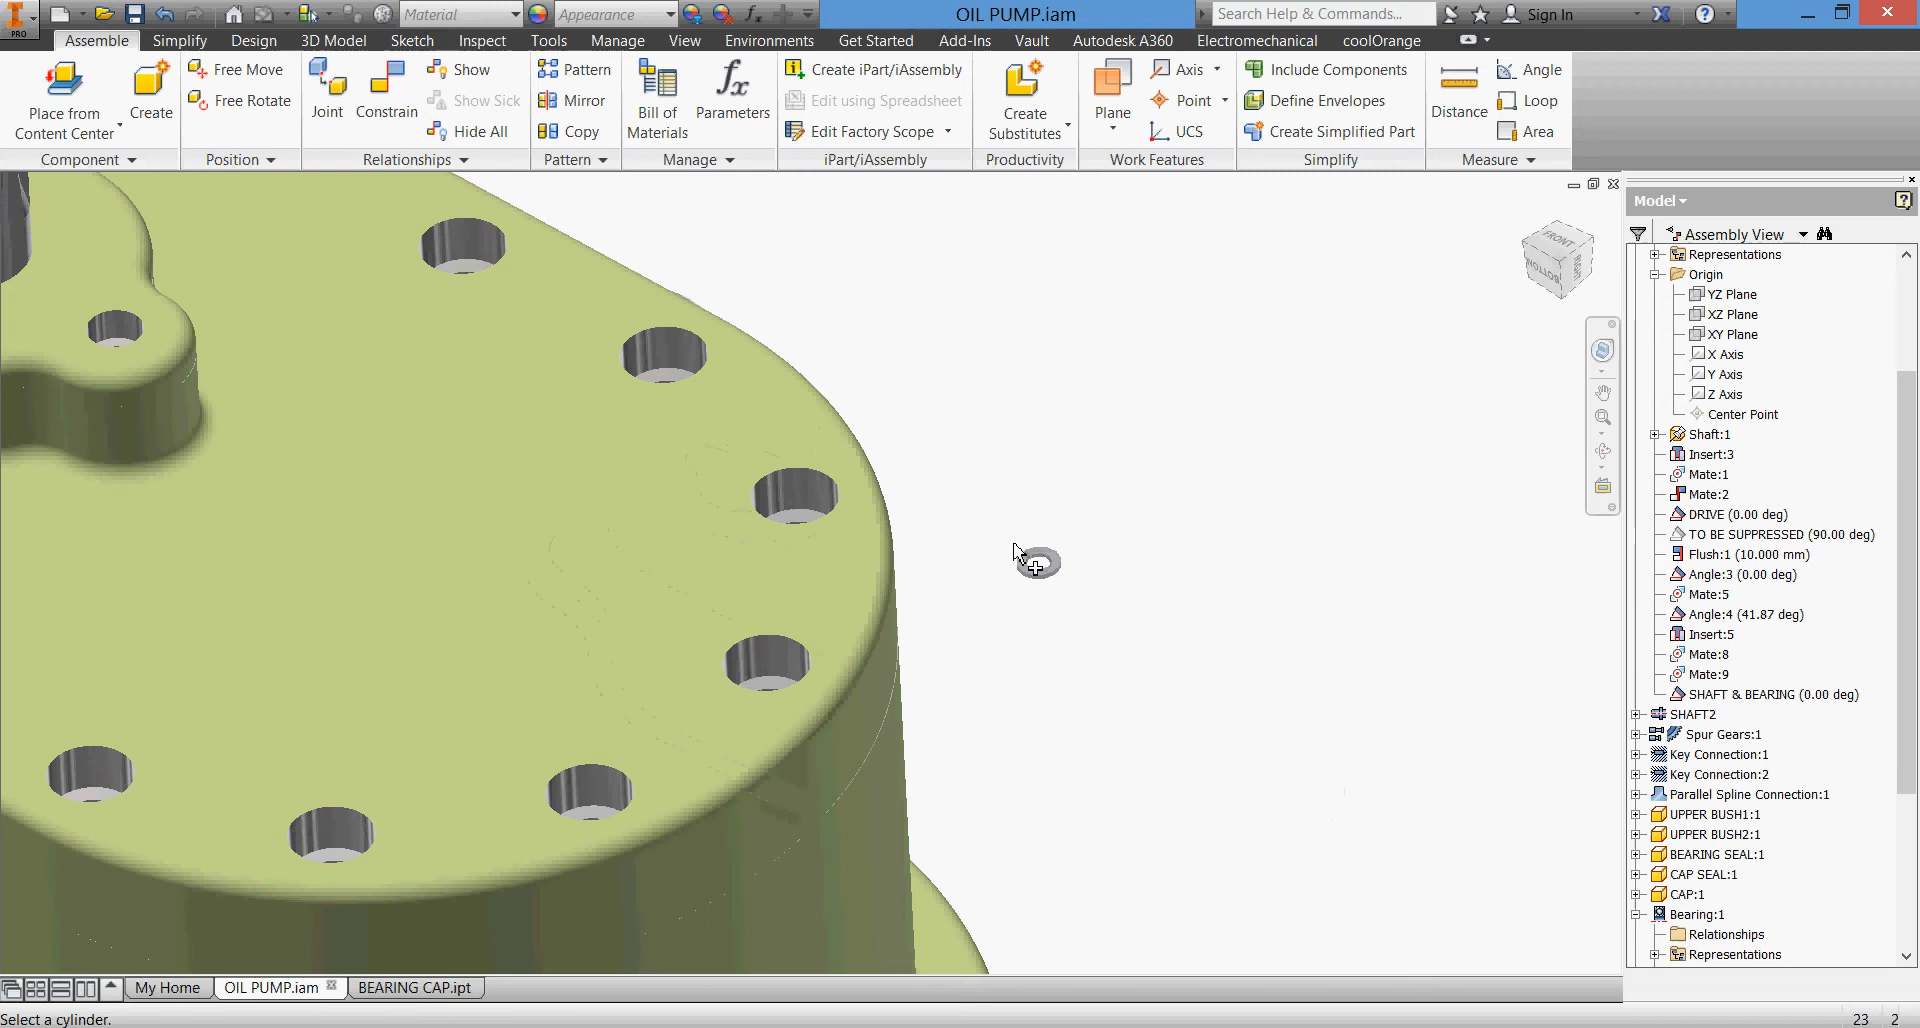 PRO
Material
Appearance
OIL PUMP.iam
Search Help & Commands...
Sign In
Assemble Simplify Design 3D Model Sketch Inspect Tools Manage View Environments Get Started Add-Ins Vault Autodesk A360 Electromechanical coolOrange
Place from
Content Center
Create
Free Move
Free Rotate
Joint
Constrain
Show
Show Sick
Hide All
Pattern
Mirror
Copy
Bill of
Materials
Parameters
Create iPart/iAssembly
Edit using Spreadsheet
Edit Factory Scope
Create
Substitutes
Plane
Axis
Point
UCS
Include Components
Define Envelopes
Create Simplified Part
Distance
Angle
Loop
Area
Component Position Relationships Pattern Manage iPart/iAssembly Productivity Work Features Simplify Measure
Model
Assembly View
FRONT
BOTTOM
RIGHT
Representations
Origin
YZ Plane
XZ Plane
XY Plane
X Axis
Y Axis
Z Axis
Center Point
Shaft:1
Insert:3
Mate:1
Mate:2
DRIVE (0.00 deg)
TO BE SUPPRESSED (90.00 deg)
Flush:1 (10.000 mm)
Angle:3 (0.00 deg)
Mate:5
Angle:4 (41.87 deg)
Insert:5
Mate:8
Mate:9
SHAFT & BEARING (0.00 deg)
SHAFT2
Spur Gears:1
Key Connection:1
Key Connection:2
Parallel Spline Connection:1
UPPER BUSH1:1
UPPER BUSH2:1
BEARING SEAL:1
CAP SEAL:1
CAP:1
Bearing:1
Relationships
Representations
My Home OIL PUMP.iam BEARING CAP.ipt
Select a cylinder.
23 2